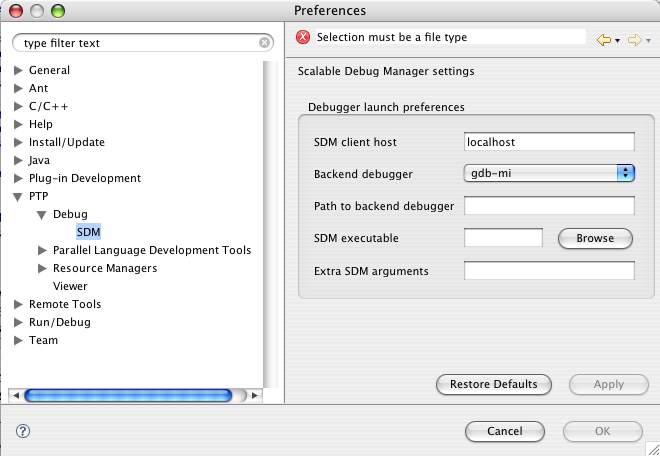 Preferences
type filter text
General
Ant
C/C++
Help
Install/Update
Java
Plug-in Development
PTP
Debug
SDM
Parallel Language Development Tools
Resource Managers
Viewer
Remote Tools
Run/Debug
Team
Selection must be a file type
Scalable Debug Manager settings
Debugger launch preferences
SDM client host localhost
Backend debugger gdb-mi
Path to backend debugger
SDM executable Browse
Extra SDM arguments
Restore Defaults Apply
? Cancel OK